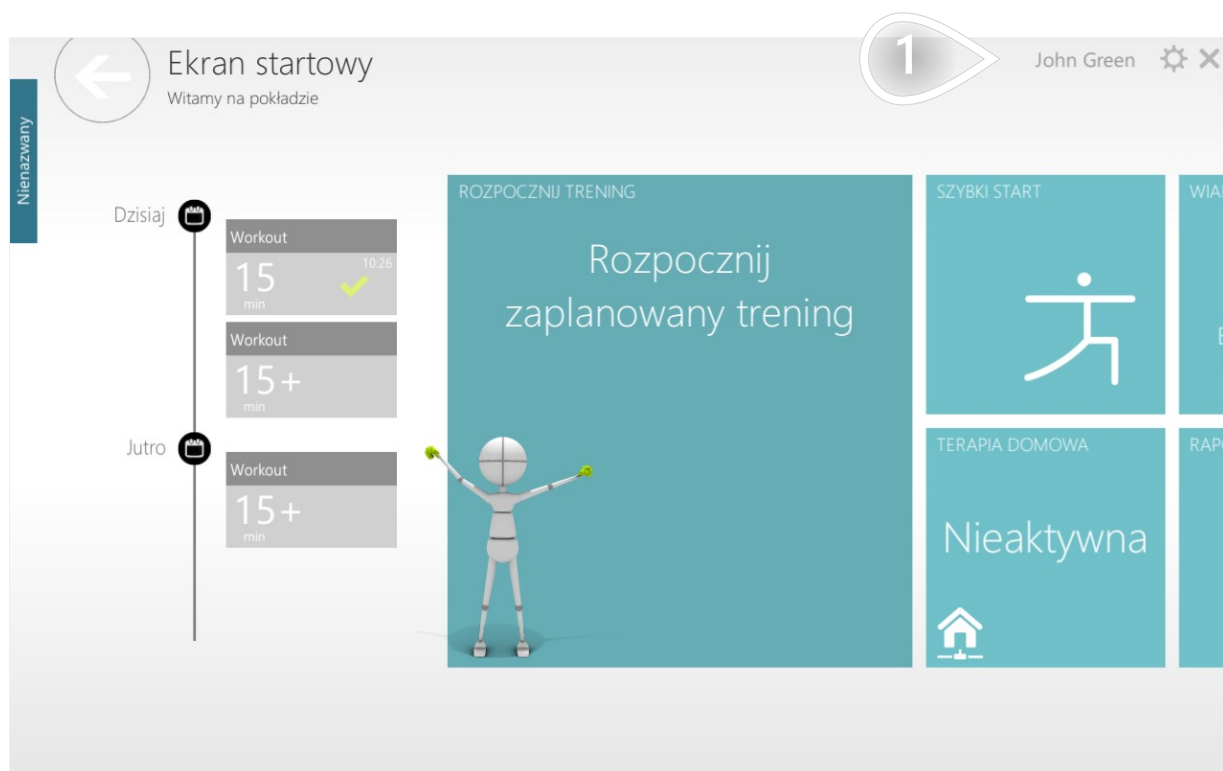 1
John Green
Ekran startowy
Witamy na pokładzie
Nienazwany
Dzisiaj
Workout
15
10:26
min
Workout
15+
min
Jutro
Workout
15+
min
ROZPOCZNIJ TRENING
Rozpocznij
zaplanowany trening
SZYBKI START
TERAPIA DOMOWA
Nieaktywna